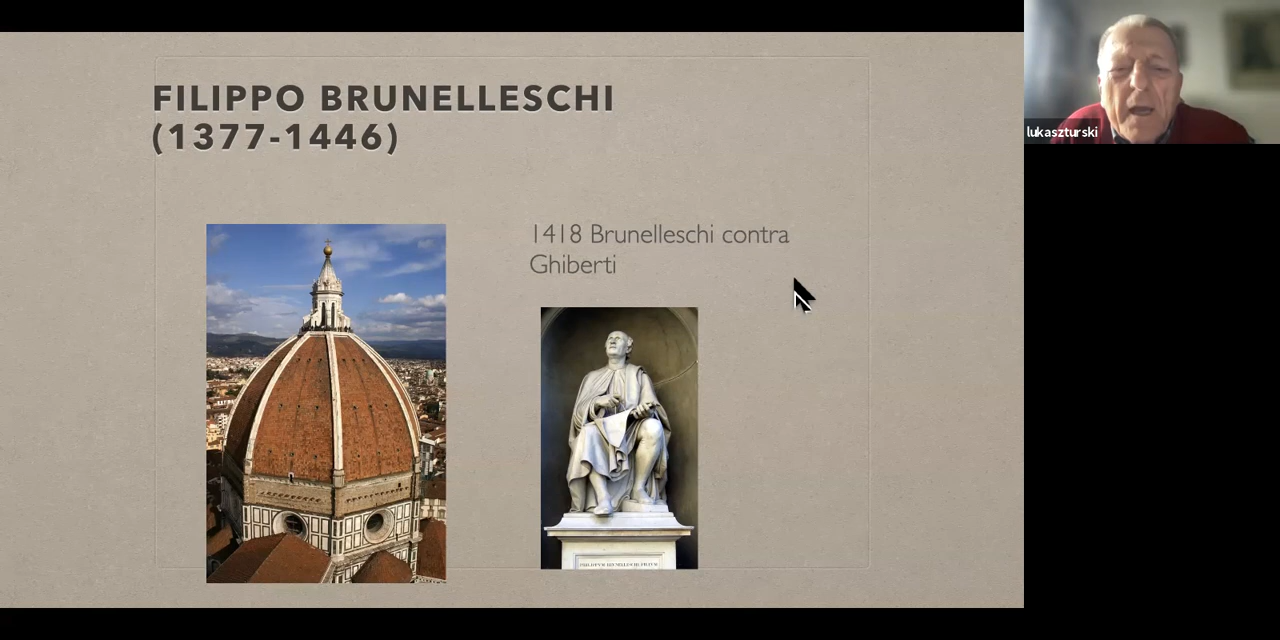 FILIPPO BRUNELLESCHI
(1377-1446)
1418 Brunelleschi contra
Ghiberti
lukaszturski